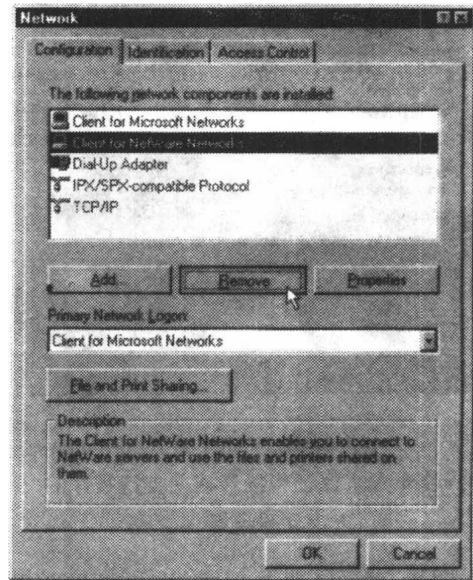 Network
Configuration Identification Access Control
The following network components are installed:
Client for Microsoft Networks
Client for NetWare Networks
Dial-Up Adapter
IPX/SPX-compatible Protocol
TCP/IP
Add... Remove Properties
Primary Network Logon:
Client for Microsoft Networks
File and Print Sharing...
Description
The Client for NetWare Networks enables you to connect to
NetWare servers and use the files and printers shared on
them.
OK Cancel